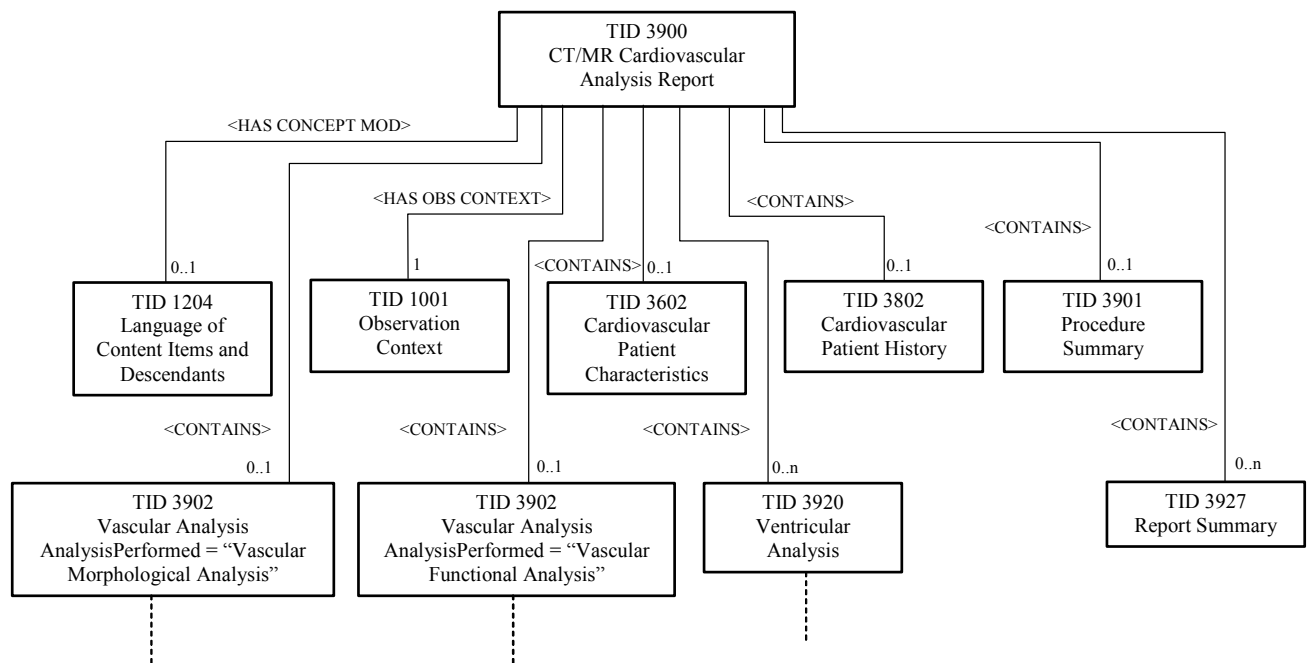 TID 3900
CT/MR Cardiovascular
Analysis Report
<HAS CONCEPT MOD>
<HAS OBS CONTEXT>
<CONTAINS>
<CONTAINS>
<CONTAINS>
0..1
1
0..1
0..1
0..1
TID 1204
Language of
Content Items and
Descendants
TID 1001
Observation
Context
TID 3602
Cardiovascular
Patient
Characteristics
TID 3802
Cardiovascular
Patient History
TID 3901
Procedure
Summary
<CONTAINS>
<CONTAINS>
<CONTAINS>
<CONTAINS>
0..1
0..1
0..n
0..n
TID 3902
Vascular Analysis
AnalysisPerformed = “Vascular
Morphological Analysis”
TID 3902
Vascular Analysis
AnalysisPerformed = “Vascular
Functional Analysis”
TID 3920
Ventricular
Analysis
TID 3927
Report Summary